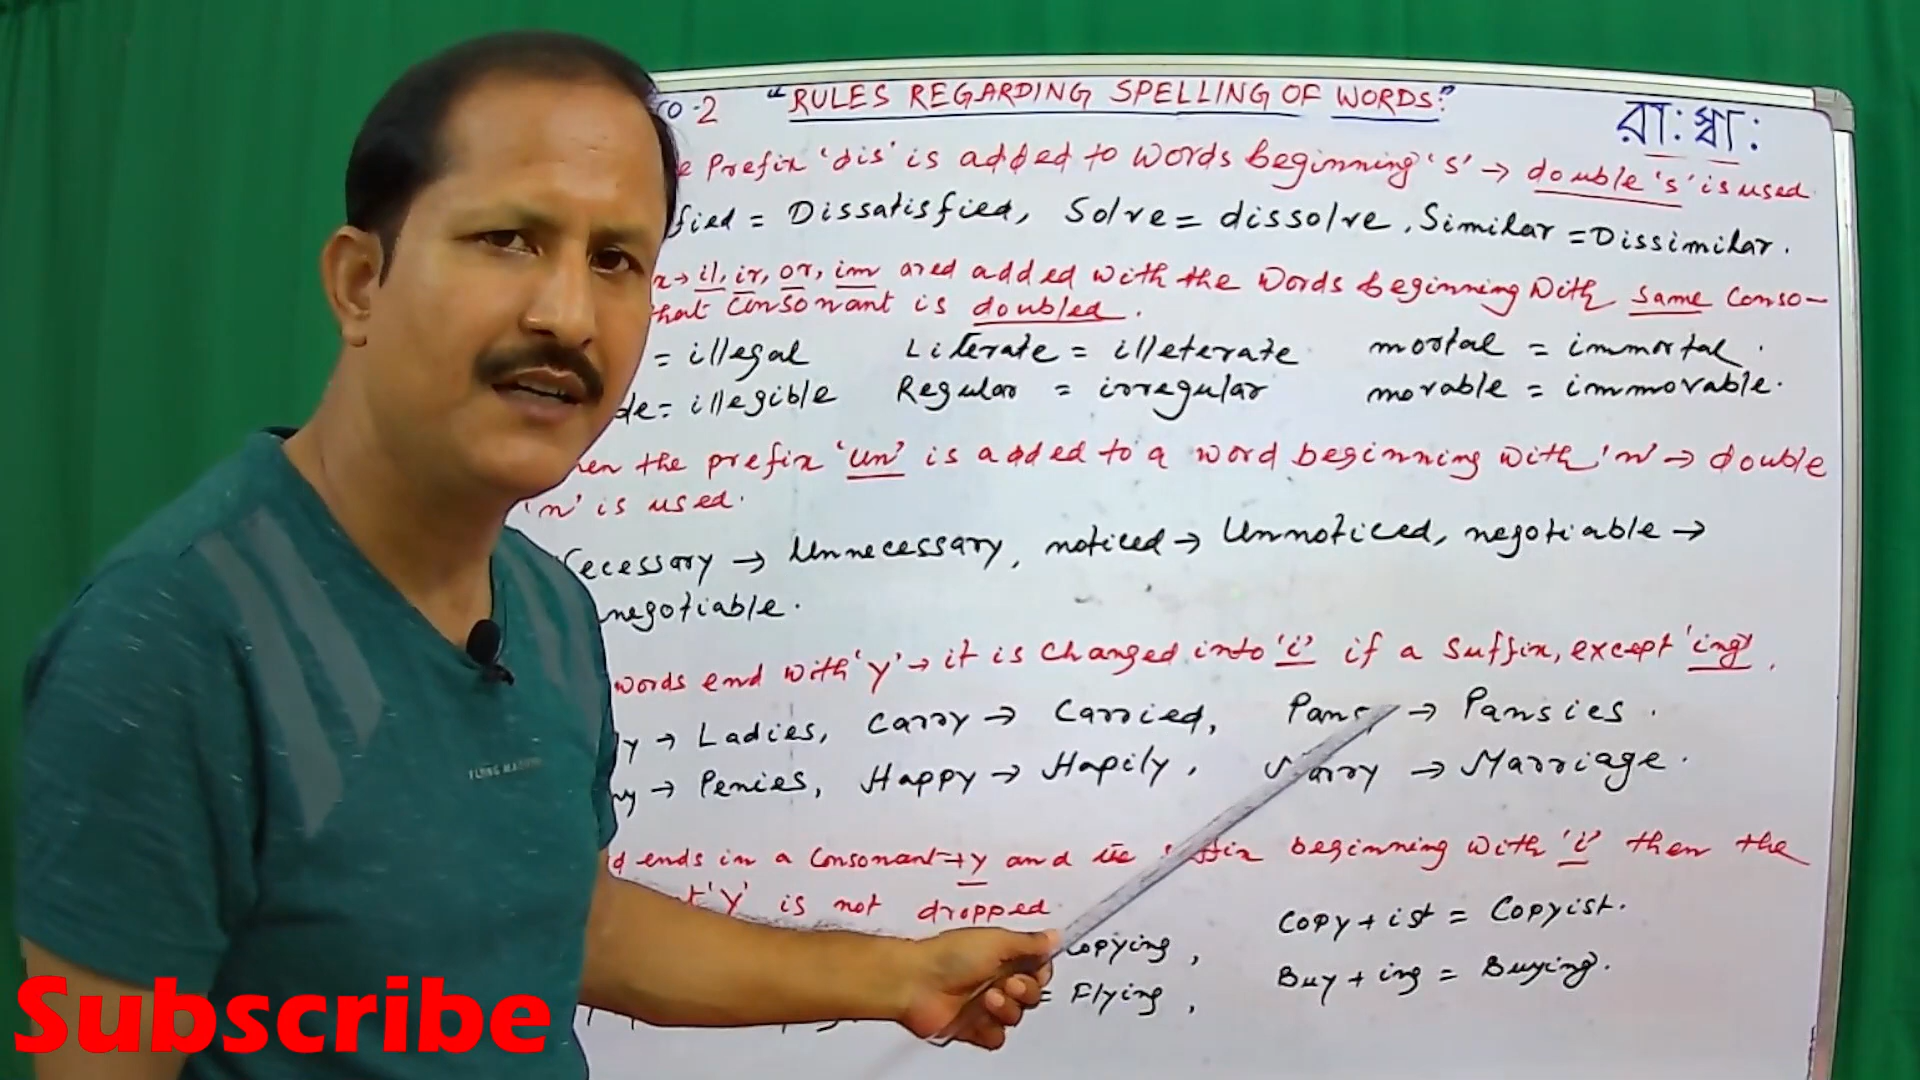 -2 "RULES REGARDING SPELLING OF WORDS."
রা: স্বা:
Prefix 'dis' is added to words beginning 's' → double 's' is used.
fied = Dissatisfied, Solve = dissolve, Similar = Dissimilar.
→ il, ir, or, im ared added with the words beginning with same conso-
that consonant is doubled.
= illegal Literate = illeterate mortal = immortal.
= illegible Regular = irregular movable = immovable.
the prefix 'un' is added to a word beginning with 'n' → double
'n' is used.
ecessary → Unnecessary, noticed → Unnoticed, negotiable →
negotiable.
words end with 'y' → it is changed into 'i' if a suffix, except 'ing'.
→ Ladies, Carry → Carried, Pans → Pansies.
→ Penies, Happy → Hapily, Marry → Marriage.
ends in a consonant+y and beginning with 'i' then the
'y' is not dropped
Copying, Copy + ist = Copyist.
= Flying, Buy + ing = Buying.
FLYING
Subscribe